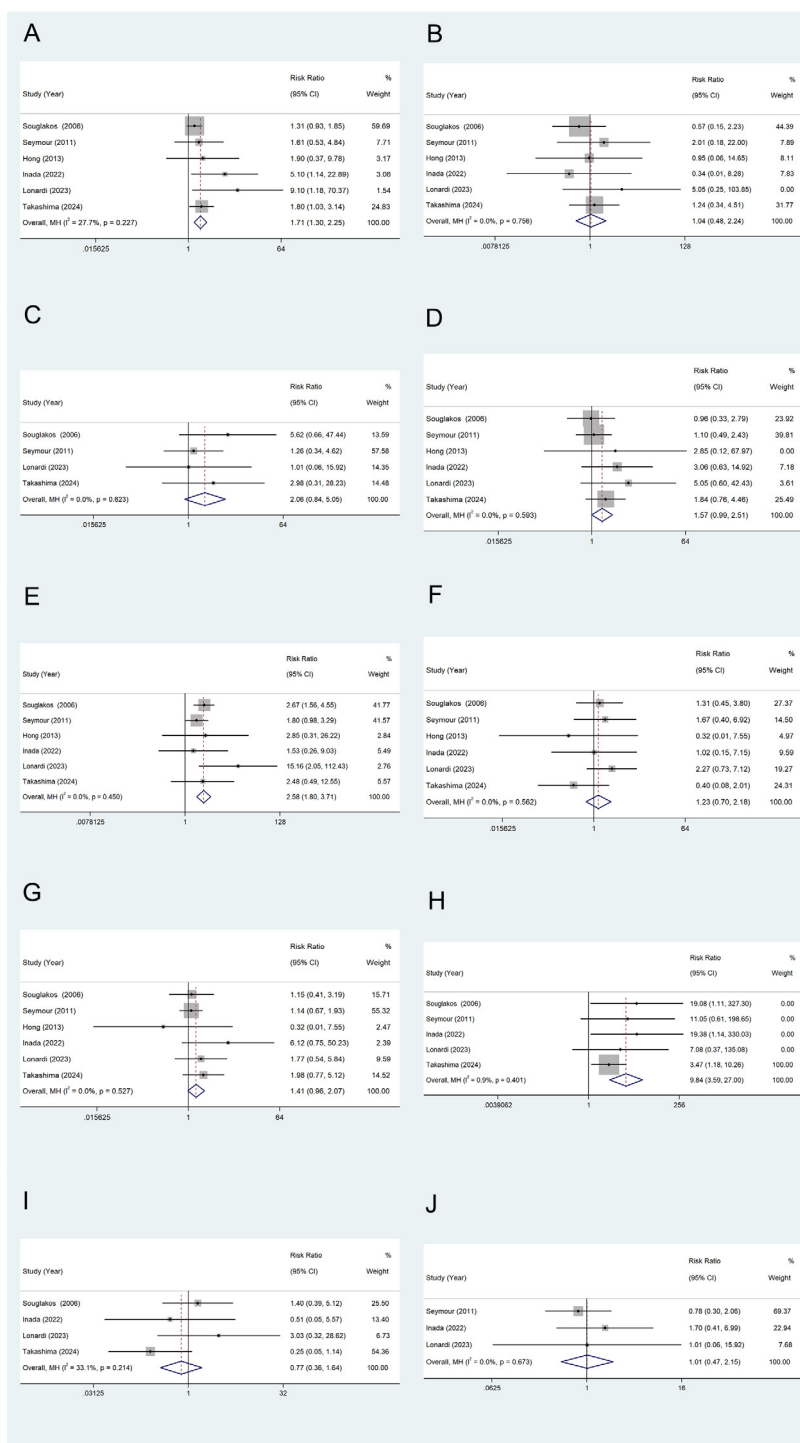 A
Risk Ratio %
Study (Year) (95% CI) Weight
Souglakos (2006) 1.31 (0.93, 1.85) 59.69
Seymour (2011) 1.61 (0.53, 4.84) 7.71
Hong (2013) 1.90 (0.37, 9.78) 3.17
Inada (2022) 5.10 (1.14, 22.89) 3.06
Lonardi (2023) 9.10 (1.18, 70.37) 1.54
Takashima (2024) 1.80 (1.03, 3.14) 24.83
Overall, MH (I² = 27.7%, p = 0.227) 1.71 (1.30, 2.25) 100.00
.015625 1 64
B
Risk Ratio %
Study (Year) (95% CI) Weight
Souglakos (2006) 0.57 (0.15, 2.23) 44.39
Seymour (2011) 2.01 (0.18, 22.00) 7.89
Hong (2013) 0.95 (0.06, 14.65) 8.11
Inada (2022) 0.34 (0.01, 8.28) 7.83
Lonardi (2023) 5.05 (0.25, 103.85) 0.00
Takashima (2024) 1.24 (0.34, 4.51) 31.77
Overall, MH (I² = 0.0%, p = 0.756) 1.04 (0.48, 2.24) 100.00
.0078125 1 128
C
Risk Ratio %
Study (Year) (95% CI) Weight
Souglakos (2006) 5.62 (0.66, 47.44) 13.59
Seymour (2011) 1.26 (0.34, 4.62) 57.58
Lonardi (2023) 1.01 (0.06, 15.92) 14.35
Takashima (2024) 2.98 (0.31, 28.23) 14.48
Overall, MH (I² = 0.0%, p = 0.623) 2.06 (0.84, 5.05) 100.00
.015625 1 64
D
Risk Ratio %
Study (Year) (95% CI) Weight
Souglakos (2006) 0.96 (0.33, 2.79) 23.92
Seymour (2011) 1.10 (0.49, 2.43) 39.81
Hong (2013) 2.85 (0.12, 67.97) 0.00
Inada (2022) 3.06 (0.63, 14.92) 7.18
Lonardi (2023) 5.05 (0.60, 42.43) 3.61
Takashima (2024) 1.84 (0.76, 4.46) 25.49
Overall, MH (I² = 0.0%, p = 0.593) 1.57 (0.99, 2.51) 100.00
.015625 1 64
E
Risk Ratio %
Study (Year) (95% CI) Weight
Souglakos (2006) 2.67 (1.56, 4.55) 41.77
Seymour (2011) 1.80 (0.98, 3.29) 41.57
Hong (2013) 2.85 (0.31, 26.22) 2.84
Inada (2022) 1.53 (0.26, 9.03) 5.49
Lonardi (2023) 15.16 (2.05, 112.43) 2.76
Takashima (2024) 2.48 (0.49, 12.55) 5.57
Overall, MH (I² = 0.0%, p = 0.450) 2.58 (1.80, 3.71) 100.00
.0078125 1 128
F
Risk Ratio %
Study (Year) (95% CI) Weight
Souglakos (2006) 1.31 (0.45, 3.80) 27.37
Seymour (2011) 1.67 (0.40, 6.92) 14.50
Hong (2013) 0.32 (0.01, 7.55) 4.97
Inada (2022) 1.02 (0.15, 7.15) 9.59
Lonardi (2023) 2.27 (0.73, 7.12) 19.27
Takashima (2024) 0.40 (0.08, 2.01) 24.31
Overall, MH (I² = 0.0%, p = 0.562) 1.23 (0.70, 2.18) 100.00
.015625 1 64
G
Risk Ratio %
Study (Year) (95% CI) Weight
Souglakos (2006) 1.15 (0.41, 3.19) 15.71
Seymour (2011) 1.14 (0.67, 1.93) 55.32
Hong (2013) 0.32 (0.01, 7.55) 2.47
Inada (2022) 6.12 (0.75, 50.23) 2.39
Lonardi (2023) 1.77 (0.54, 5.84) 9.59
Takashima (2024) 1.98 (0.77, 5.12) 14.52
Overall, MH (I² = 0.0%, p = 0.527) 1.41 (0.96, 2.07) 100.00
.015625 1 64
H
Risk Ratio %
Study (Year) (95% CI) Weight
Souglakos (2006) 19.08 (1.11, 327.30) 0.00
Seymour (2011) 11.05 (0.61, 198.65) 0.00
Inada (2022) 19.38 (1.14, 330.03) 0.00
Lonardi (2023) 7.08 (0.37, 135.08) 0.00
Takashima (2024) 3.47 (1.18, 10.26) 100.00
Overall, MH (I² = 0.9%, p = 0.401) 9.84 (3.59, 27.00) 100.00
.0039062 1 256
I
Risk Ratio %
Study (Year) (95% CI) Weight
Souglakos (2006) 1.40 (0.39, 5.12) 25.50
Inada (2022) 0.51 (0.05, 5.57) 13.40
Lonardi (2023) 3.03 (0.32, 28.62) 6.73
Takashima (2024) 0.25 (0.05, 1.14) 54.36
Overall, MH (I² = 33.1%, p = 0.214) 0.77 (0.36, 1.64) 100.00
.03125 1 32
J
Risk Ratio %
Study (Year) (95% CI) Weight
Seymour (2011) 0.78 (0.30, 2.06) 69.37
Inada (2022) 1.70 (0.41, 6.99) 22.94
Lonardi (2023) 1.01 (0.06, 15.92) 7.68
Overall, MH (I² = 0.0%, p = 0.673) 1.01 (0.47, 2.15) 100.00
.0625 1 16